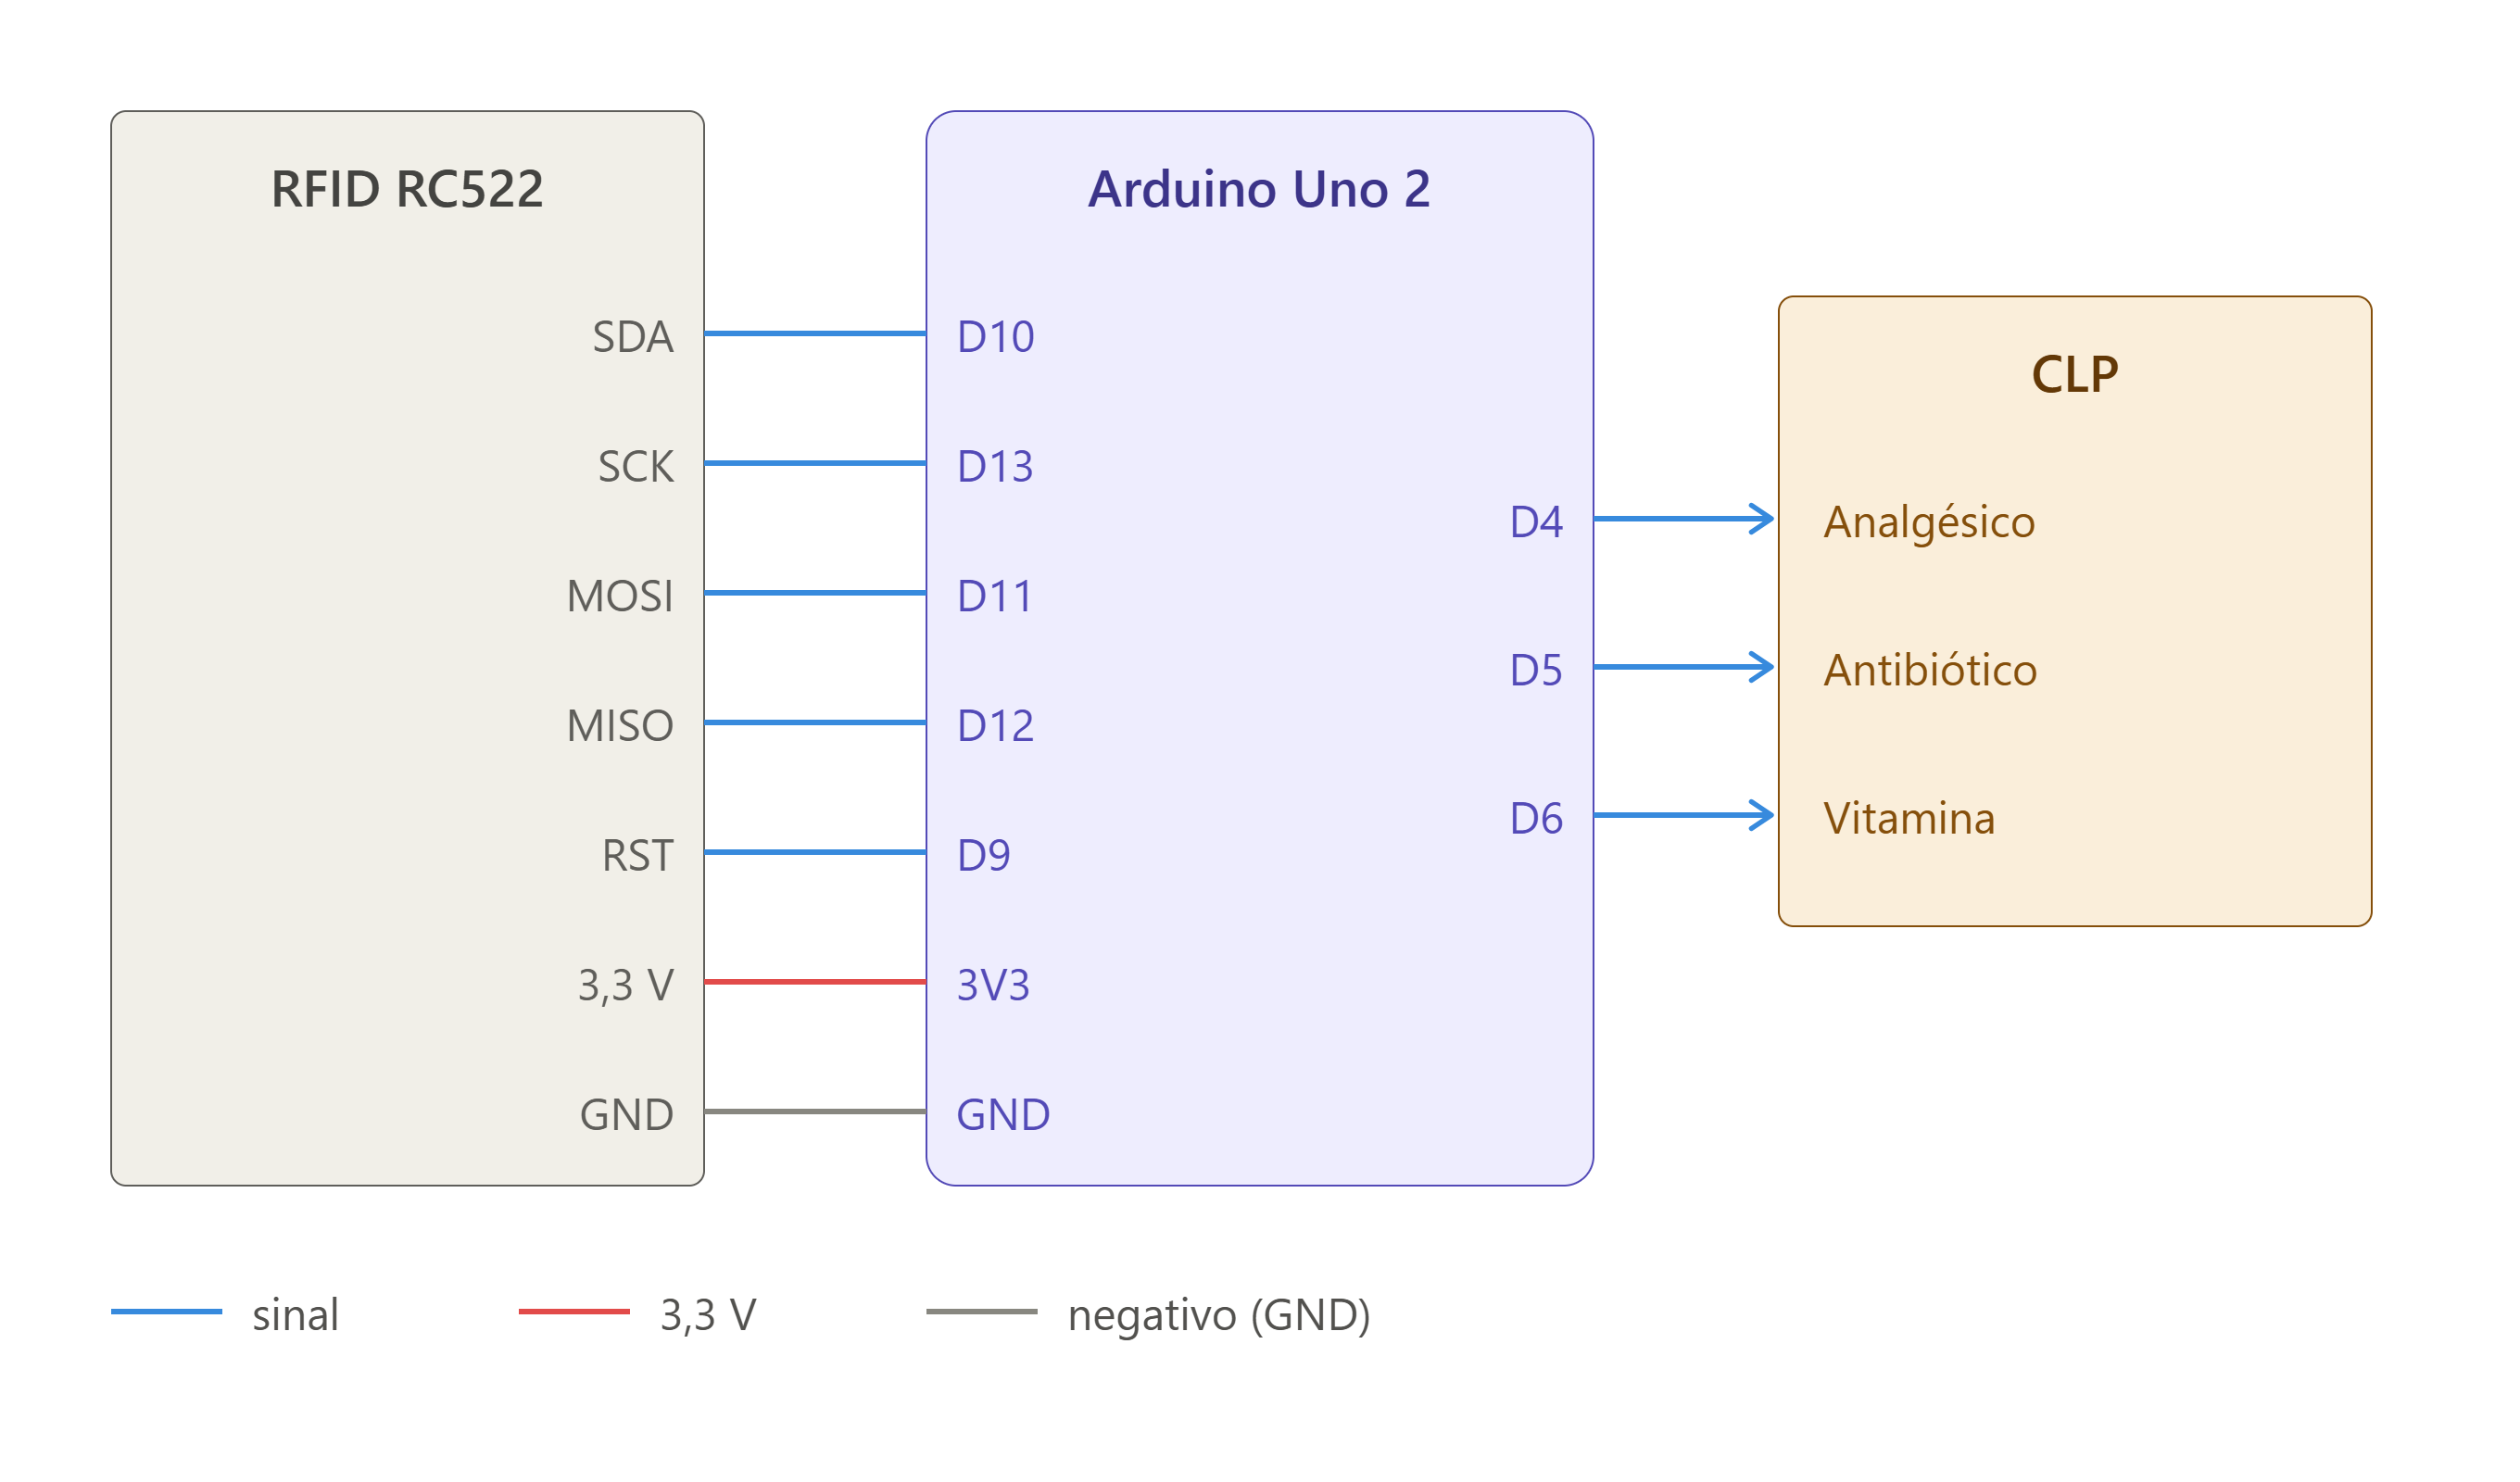 RFID RC522
SDA
SCK
MOSI
MISO
RST
3,3 V
GND
Arduino Uno 2
D10
D13
D11
D12
D9
3V3
GND
D4
D5
D6
CLP
Analgésico
Antibiótico
Vitamina
sinal
3,3 V
negativo (GND)